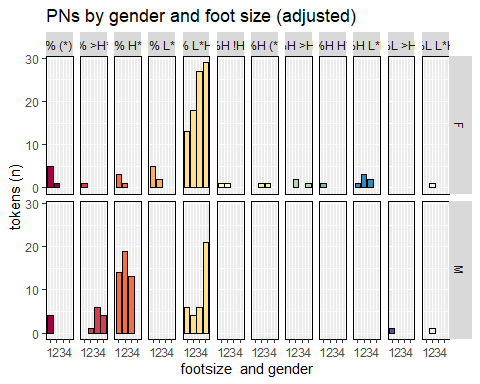 PNs by gender and foot size (adjusted)
% (*) % >H* % H* % L* % L*H %H !H %H (* %H >H %H H* %H L* %L >H %L L*H
30
20
10
0
F
30
20
10
0
M
1234 1234 1234 1234 1234 1234 1234 1234 1234 1234 1234 1234
footsize and gender
tokens (n)